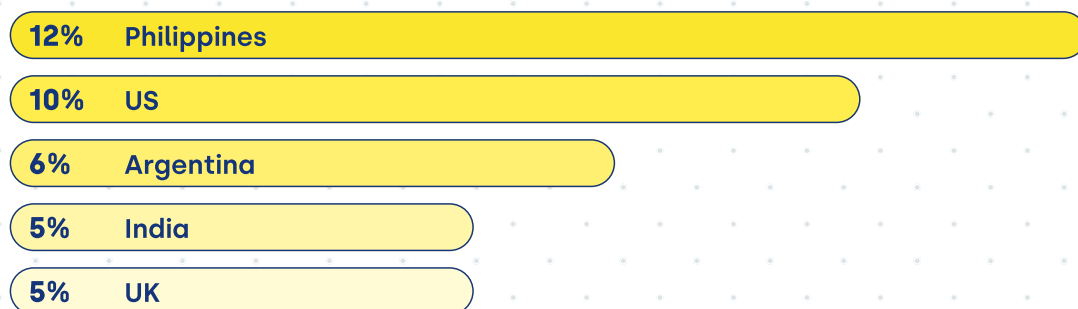 12% Philippines
10% US
6% Argentina
5% India
5% UK